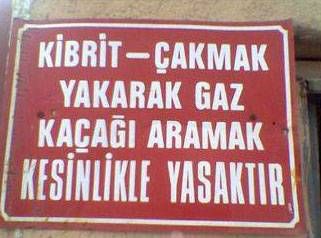 KİBRİT-ÇAKMAK
YAKARAK GAZ
KAÇAĞI ARAMAK
KESİNLİKLE YASAKTIR